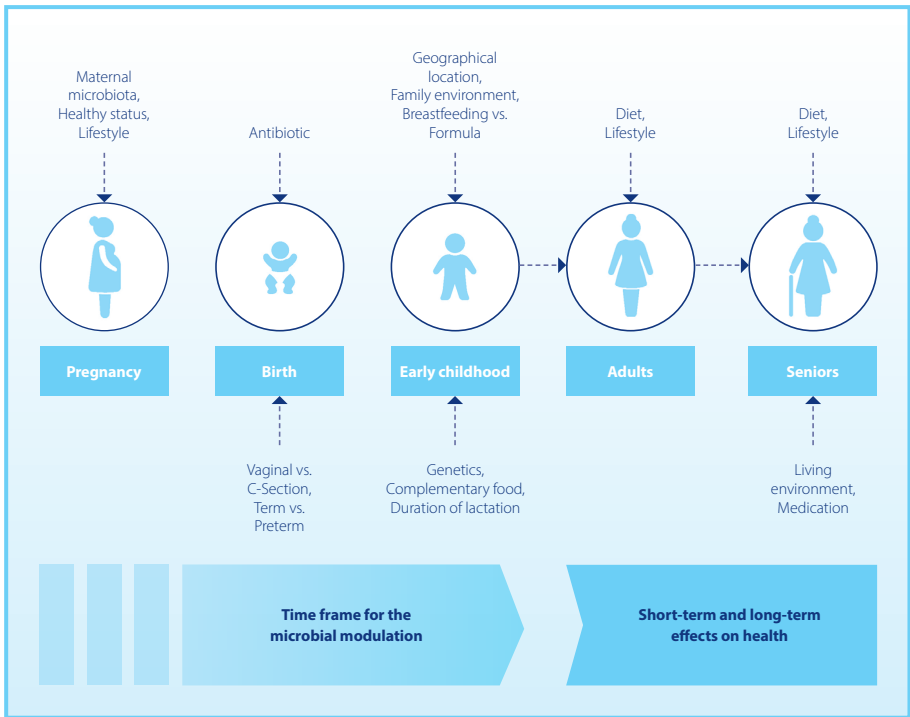 Maternal
microbiota,
Healthy status,
Lifestyle
Antibiotic
Geographical
location,
Family environment,
Breastfeeding vs.
Formula
Diet,
Lifestyle
Diet,
Lifestyle
Pregnancy
Birth
Early childhood
Adults
Seniors
Vaginal vs.
C-Section,
Term vs.
Preterm
Genetics,
Complementary food,
Duration of lactation
Living
environment,
Medication
Time frame for the
microbial modulation
Short-term and long-term
effects on health